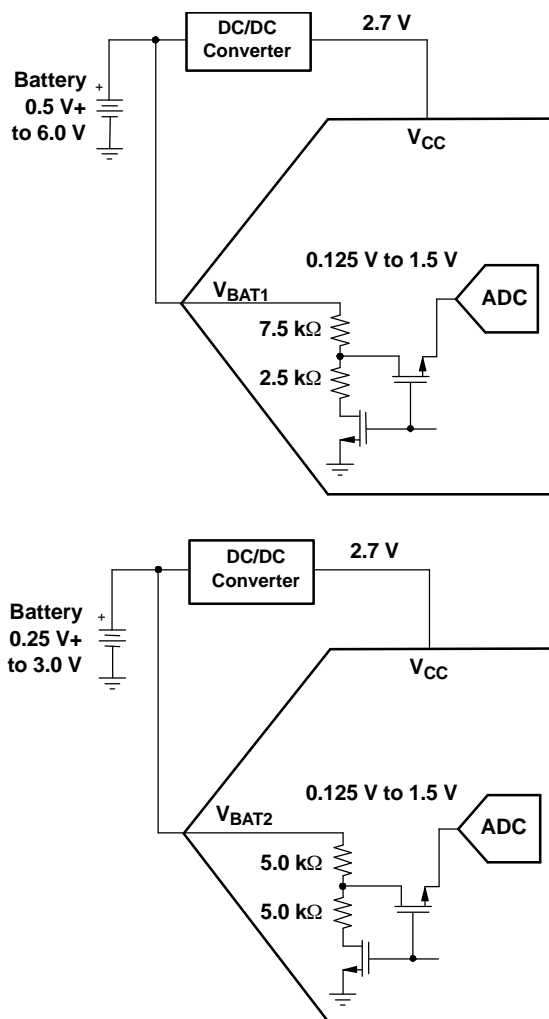 DC/DC
Converter
2.7 V
Battery
0.5 V+
to 6.0 V
+
VCC
0.125 V to 1.5 V
ADC
VBAT1
7.5 kΩ
2.5 kΩ
DC/DC
Converter
2.7 V
Battery
0.25 V+
to 3.0 V
+
VCC
0.125 V to 1.5 V
ADC
VBAT2
5.0 kΩ
5.0 kΩ